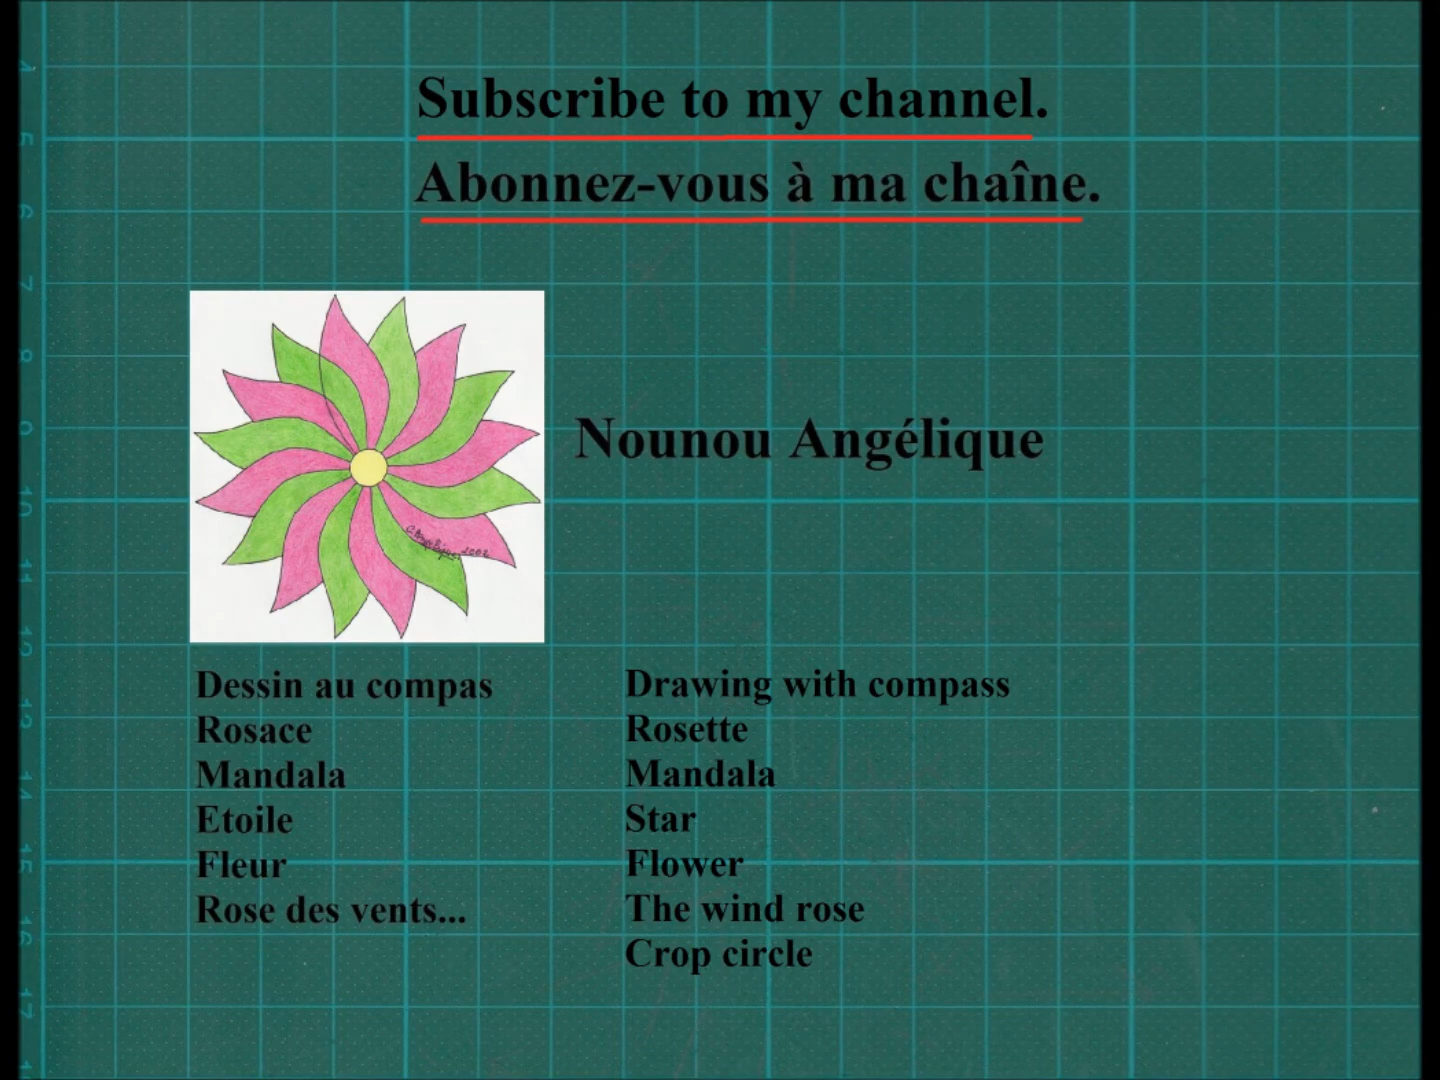 Subscribe to my channel.
Abonnez-vous à ma chaîne.
Nounou Angélique
Dessin au compas
Rosace
Mandala
Etoile
Fleur
Rose des vents...
Drawing with compass
Rosette
Mandala
Star
Flower
The wind rose
Crop circle